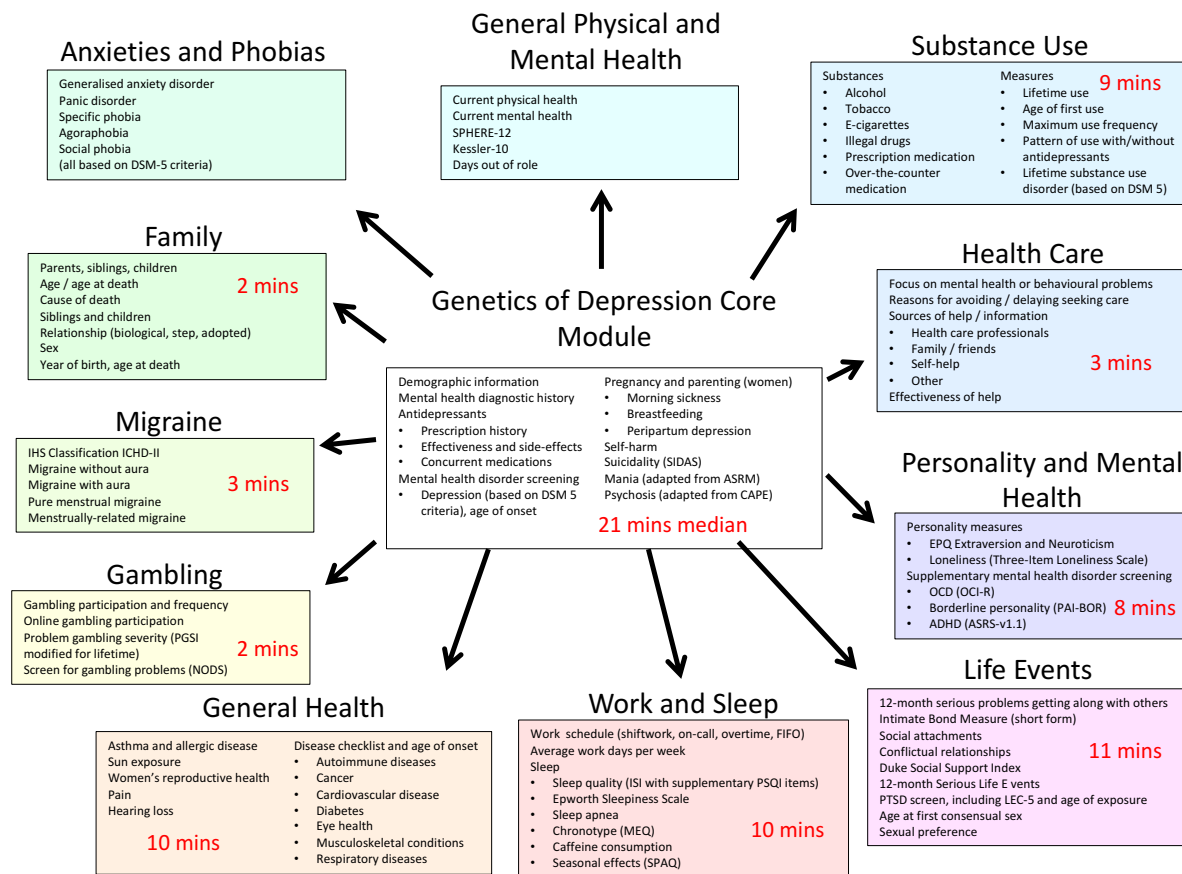 Anxieties and Phobias
Generalised anxiety disorder
Panic disorder
Specific phobia
Agoraphobia
Social phobia
(all based on DSM-5 criteria)
General Physical and
Mental Health
Current physical health
Current mental health
SPHERE-12
Kessler-10
Days out of role
Substance Use
Substances
• Alcohol
• Tobacco
• E-cigarettes
• Illegal drugs
• Prescription medication
• Over-the-counter
medication
Measures
• Lifetime use
• Age of first use
• Maximum use frequency
• Pattern of use with/without
antidepressants
• Lifetime substance use
disorder (based on DSM 5)
9 mins
Family
Parents, siblings, children
Age / age at death
Cause of death
Siblings and children
Relationship (biological, step, adopted)
Sex
Year of birth, age at death
2 mins
Genetics of Depression Core
Module
Demographic information
Mental health diagnostic history
Antidepressants
• Prescription history
• Effectiveness and side-effects
• Concurrent medications
Mental health disorder screening
• Depression (based on DSM 5
criteria), age of onset
Pregnancy and parenting (women)
• Morning sickness
• Breastfeeding
• Peripartum depression
Self-harm
Suicidality (SIDAS)
Mania (adapted from ASRM)
Psychosis (adapted from CAPE)
21 mins median
Health Care
Focus on mental health or behavioural problems
Reasons for avoiding / delaying seeking care
Sources of help / information
• Health care professionals
• Family / friends
• Self-help
• Other
Effectiveness of help
3 mins
Migraine
IHS Classification ICHD-II
Migraine without aura
Migraine with aura
Pure menstrual migraine
Menstrually-related migraine
3 mins
Personality and Mental
Health
Personality measures
• EPQ Extraversion and Neuroticism
• Loneliness (Three-Item Loneliness Scale)
Supplementary mental health disorder screening
• OCD (OCI-R)
• Borderline personality (PAI-BOR)
• ADHD (ASRS-v1.1)
8 mins
Gambling
Gambling participation and frequency
Online gambling participation
Problem gambling severity (PGSI
modified for lifetime)
Screen for gambling problems (NODS)
2 mins
General Health
Asthma and allergic disease
Sun exposure
Women's reproductive health
Pain
Hearing loss
10 mins
Disease checklist and age of onset
• Autoimmune diseases
• Cancer
• Cardiovascular disease
• Diabetes
• Eye health
• Musculoskeletal conditions
• Respiratory diseases
Work and Sleep
Work schedule (shiftwork, on-call, overtime, FIFO)
Average work days per week
Sleep
• Sleep quality (ISI with supplementary PSQI items)
• Epworth Sleepiness Scale
• Sleep apnea
• Chronotype (MEQ)
• Caffeine consumption
• Seasonal effects (SPAQ)
10 mins
Life Events
12-month serious problems getting along with others
Intimate Bond Measure (short form)
Social attachments
Conflictual relationships
Duke Social Support Index
12-month Serious Life E vents
PTSD screen, including LEC-5 and age of exposure
Age at first consensual sex
Sexual preference
11 mins